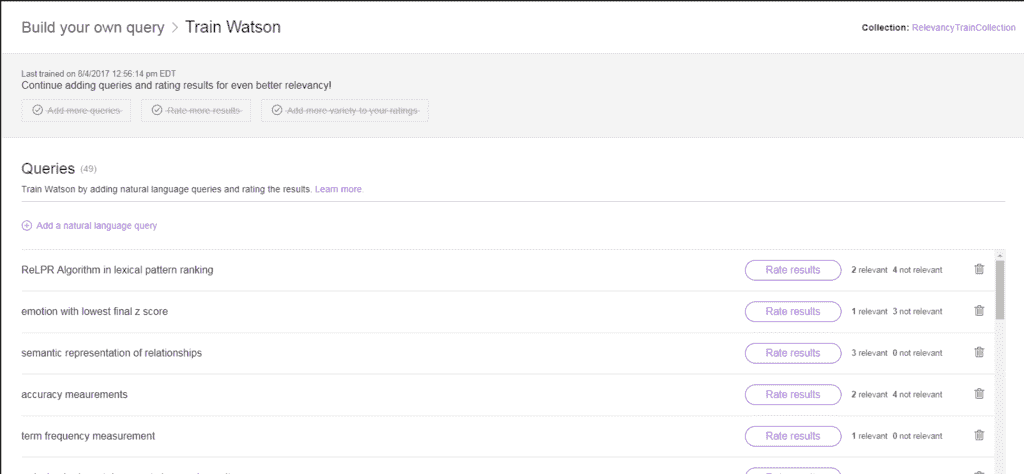 Build your own query > Train Watson
Collection: RelevancyTrainCollection
Last trained on 8/4/2017 12:56:14 pm EDT
Continue adding queries and rating results for even better relevancy!
Add more queries Rate more results Add more variety to your ratings
Queries (49)
Train Watson by adding natural language queries and rating the results. Learn more
Add a natural language query
ReLPR Algorithm in lexical pattern ranking Rate results 2 relevant 4 not relevant
emotion with lowest final z score Rate results 1 relevant 3 not relevant
semantic representation of relationships Rate results 3 relevant 0 not relevant
accuracy meaurements Rate results 2 relevant 4 not relevant
term frequency measurement Rate results 1 relevant 0 not relevant